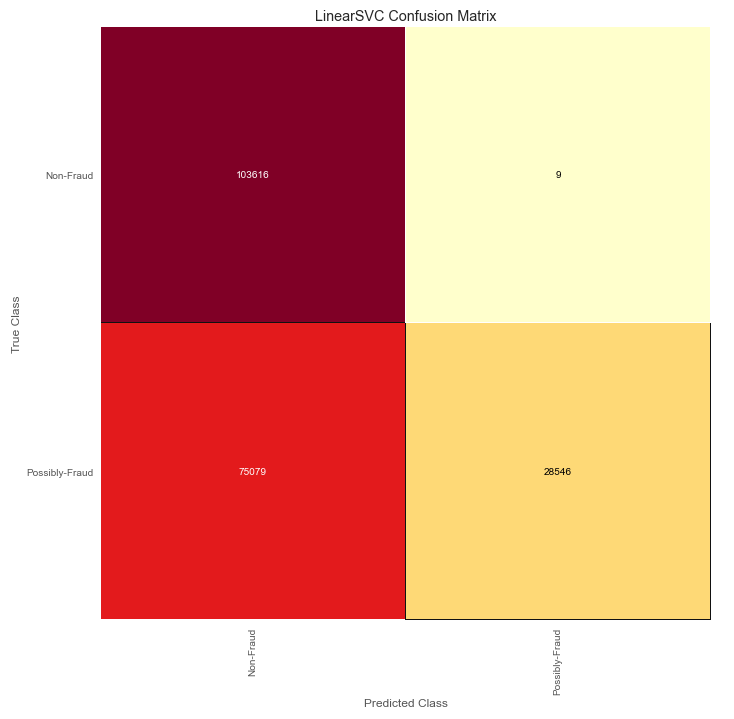 LinearSVC Confusion Matrix
True Class
Non-Fraud
103616
9
Possibly-Fraud
75079
28546
Non-Fraud
Possibly-Fraud
Predicted Class